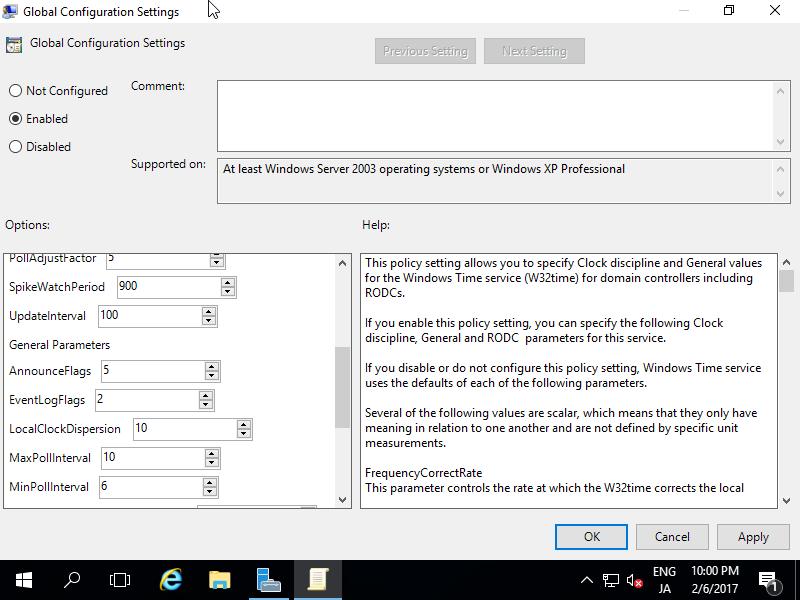 Global Configuration Settings
Global Configuration Settings
Previous Setting
Next Setting
Not Configured
Enabled
Disabled
Comment:
Supported on:
At least Windows Server 2003 operating systems or Windows XP Professional
Options:
Help:
PollAdjustFactor 5
SpikeWatchPeriod 900
UpdateInterval 100
General Parameters
AnnounceFlags 5
EventLogFlags 2
LocalClockDispersion 10
MaxPollInterval 10
MinPollInterval 6
This policy setting allows you to specify Clock discipline and General values
for the Windows Time service (W32time) for domain controllers including
RODCs.
If you enable this policy setting, you can specify the following Clock
discipline, General and RODC parameters for this service.
If you disable or do not configure this policy setting, Windows Time service
uses the defaults of each of the following parameters.
Several of the following values are scalar, which means that they only have
meaning in relation to one another and are not defined by specific unit
measurements.
FrequencyCorrectRate
This parameter controls the rate at which the W32time corrects the local
OK
Cancel
Apply
ENG
JA
10:00 PM
2/6/2017
1